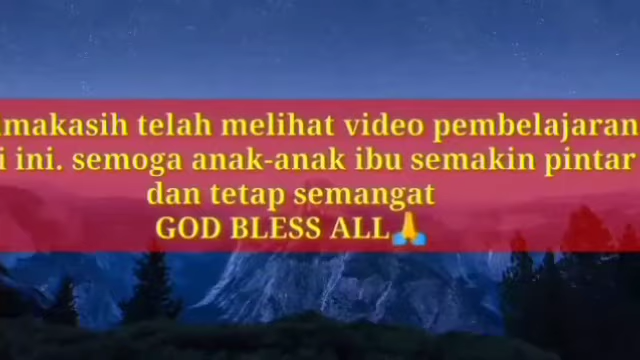 makasih telah melihat video pembelajaran
i ini. semoga anak-anak ibu semakin pintar
dan tetap semangat
GOD BLESS ALL🙏